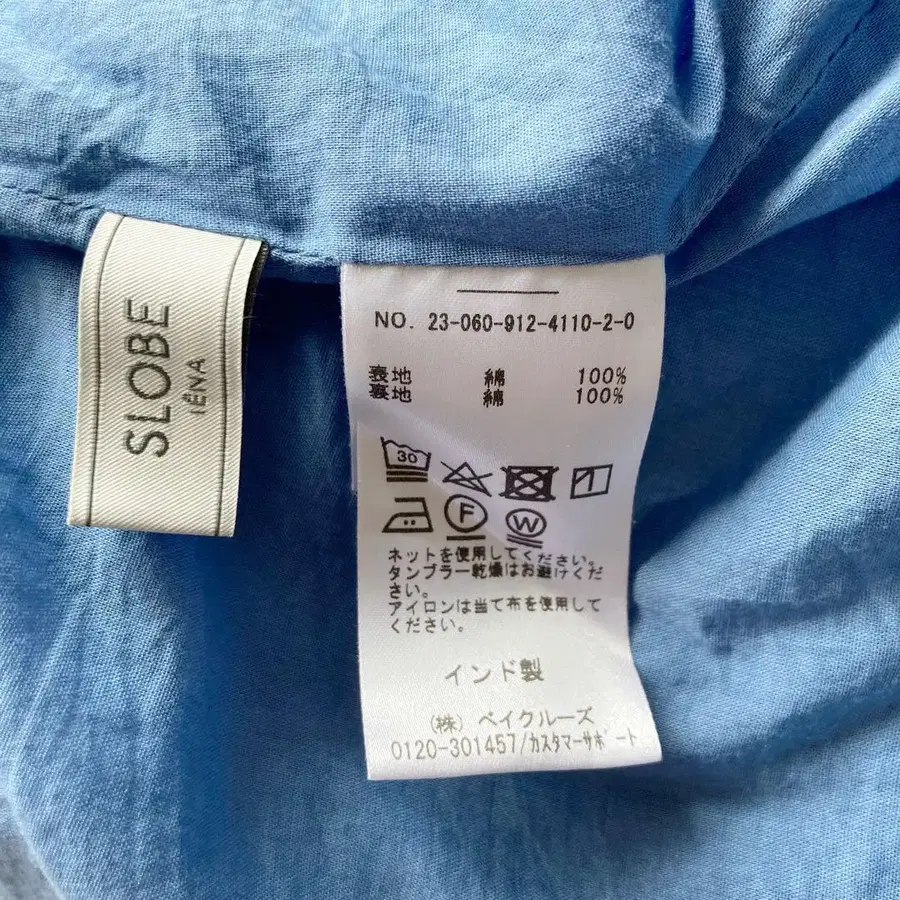 SLOBE
IÉNA
NO. 23-060-912-4110-2-0
表地 綿 100%
裏地 綿 100%
30
F
W
ネットを使用してください。
タンブラー乾燥はお避けくだ
さい。
アイロンは当て布を使用して
ください。
インド製
(株) ベイクルーズ
0120-301457/カスタマーサポート